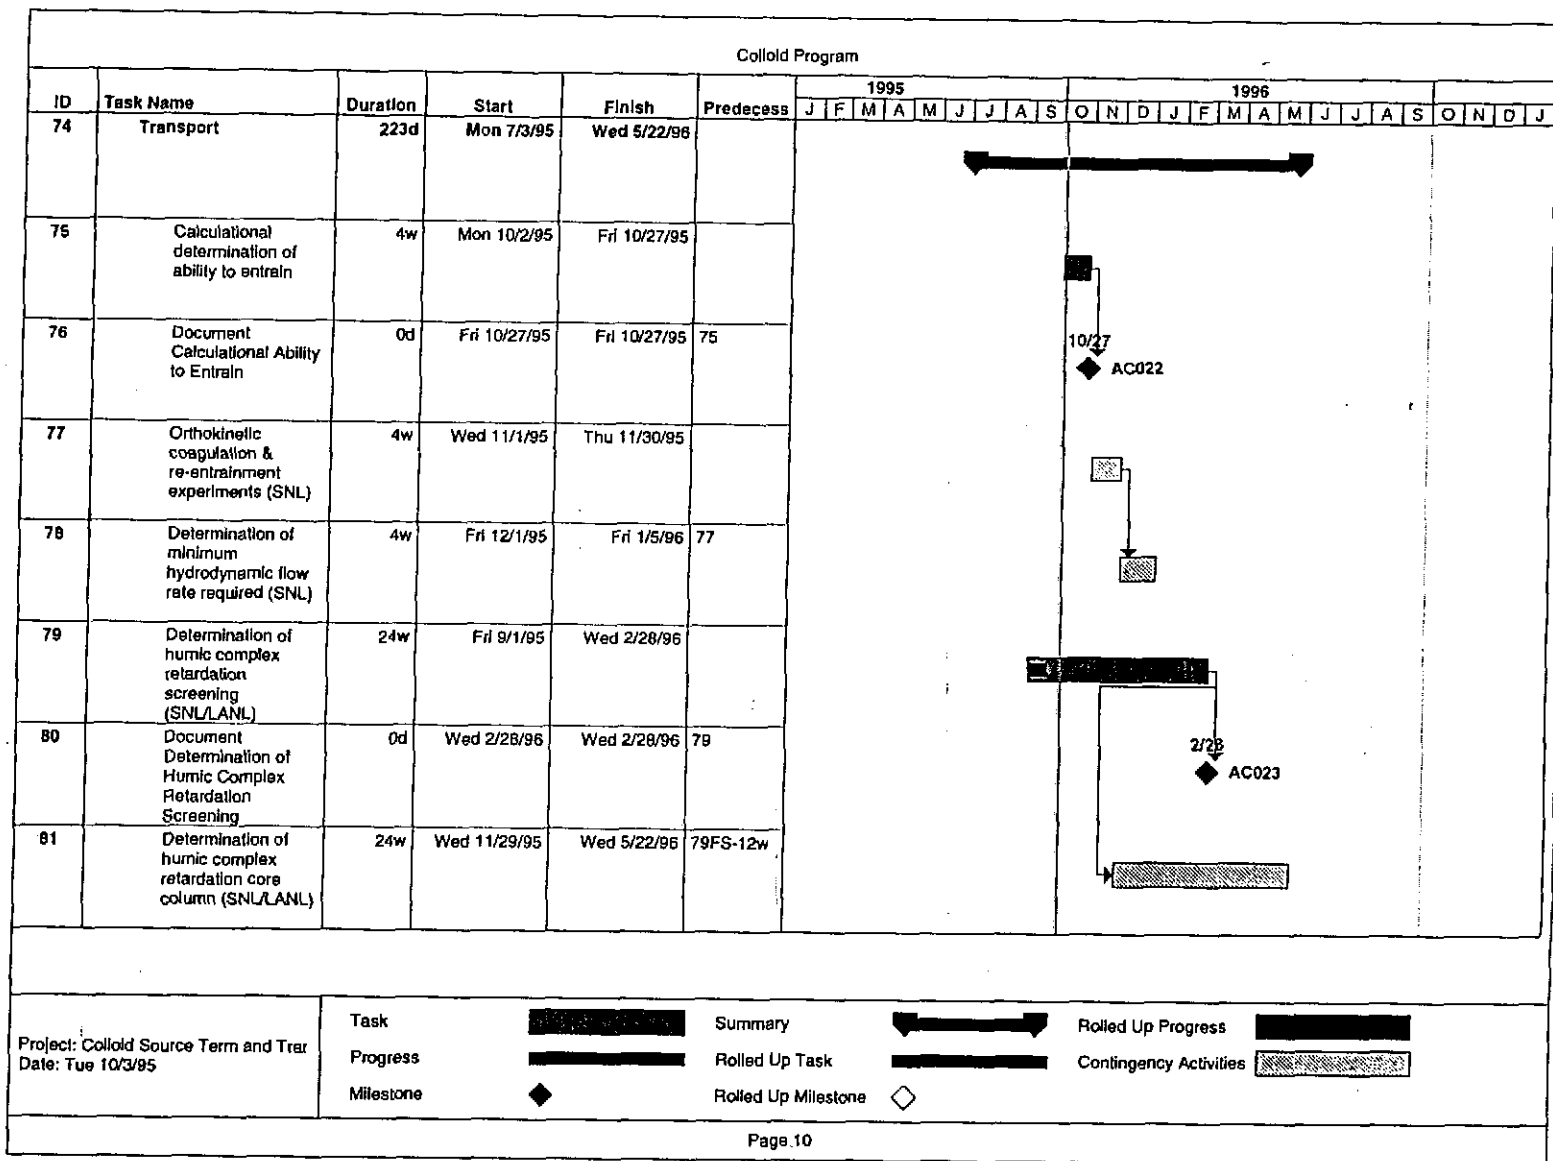 Colloid Program
ID Task Name Duration Start Finish Predecess 1995 1996
J F M A M J J A S O N D J F M A M J J A S O N D J
74 Transport 223d Mon 7/3/95 Wed 5/22/96
75 Calculational 4w Mon 10/2/95 Fri 10/27/95
determination of
ability to entrain
76 Document 0d Fri 10/27/95 Fri 10/27/95 75
Calculational Ability
to Entrain
10/27
AC022
77 Orthokinetic 4w Wed 11/1/95 Thu 11/30/95
coagulation &
re-entrainment
experiments (SNL)
78 Determination of 4w Fri 12/1/95 Fri 1/5/96 77
minimum
hydrodynamic flow
rate required (SNL)
79 Determination of 24w Fri 9/1/95 Wed 2/28/96
humic complex
retardation
screening
(SNL/LANL)
80 Document 0d Wed 2/28/96 Wed 2/28/96 79
Determination of
Humic Complex
Retardation
Screening
2/28
AC023
81 Determination of 24w Wed 11/29/95 Wed 5/22/96 79FS-12w
humic complex
retardation core
column (SNL/LANL)
Project: Colloid Source Term and Trar
Date: Tue 10/3/95
Task Summary Rolled Up Progress
Progress Rolled Up Task Contingency Activities
Milestone Rolled Up Milestone
Page 10